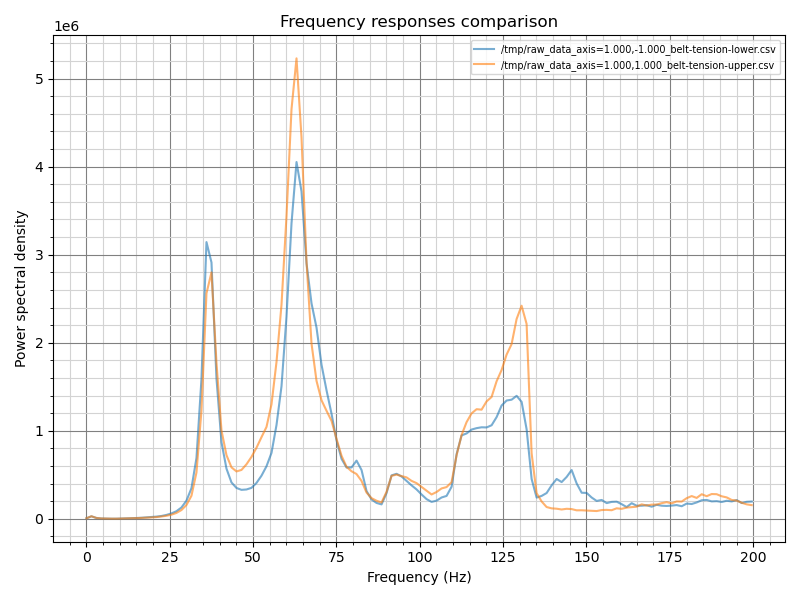 Frequency responses comparison
1e6
/tmp/raw_data_axis=1.000,-1.000_belt-tension-lower.csv
/tmp/raw_data_axis=1.000,1.000_belt-tension-upper.csv
5
4
3
2
1
0
Power spectral density
0 25 50 75 100 125 150 175 200
Frequency (Hz)